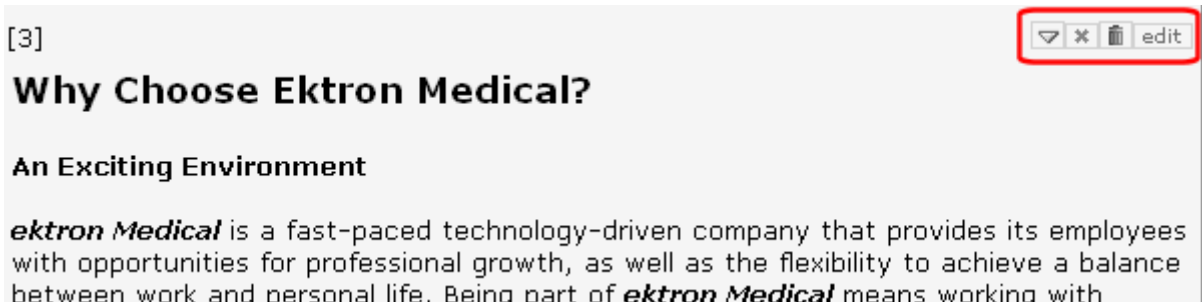 [3]
edit
Why Choose Ektron Medical?
An Exciting Environment
ektron Medical is a fast-paced technology-driven company that provides its employees
with opportunities for professional growth, as well as the flexibility to achieve a balance
between work and personal life. Being part of ektron Medical means working with